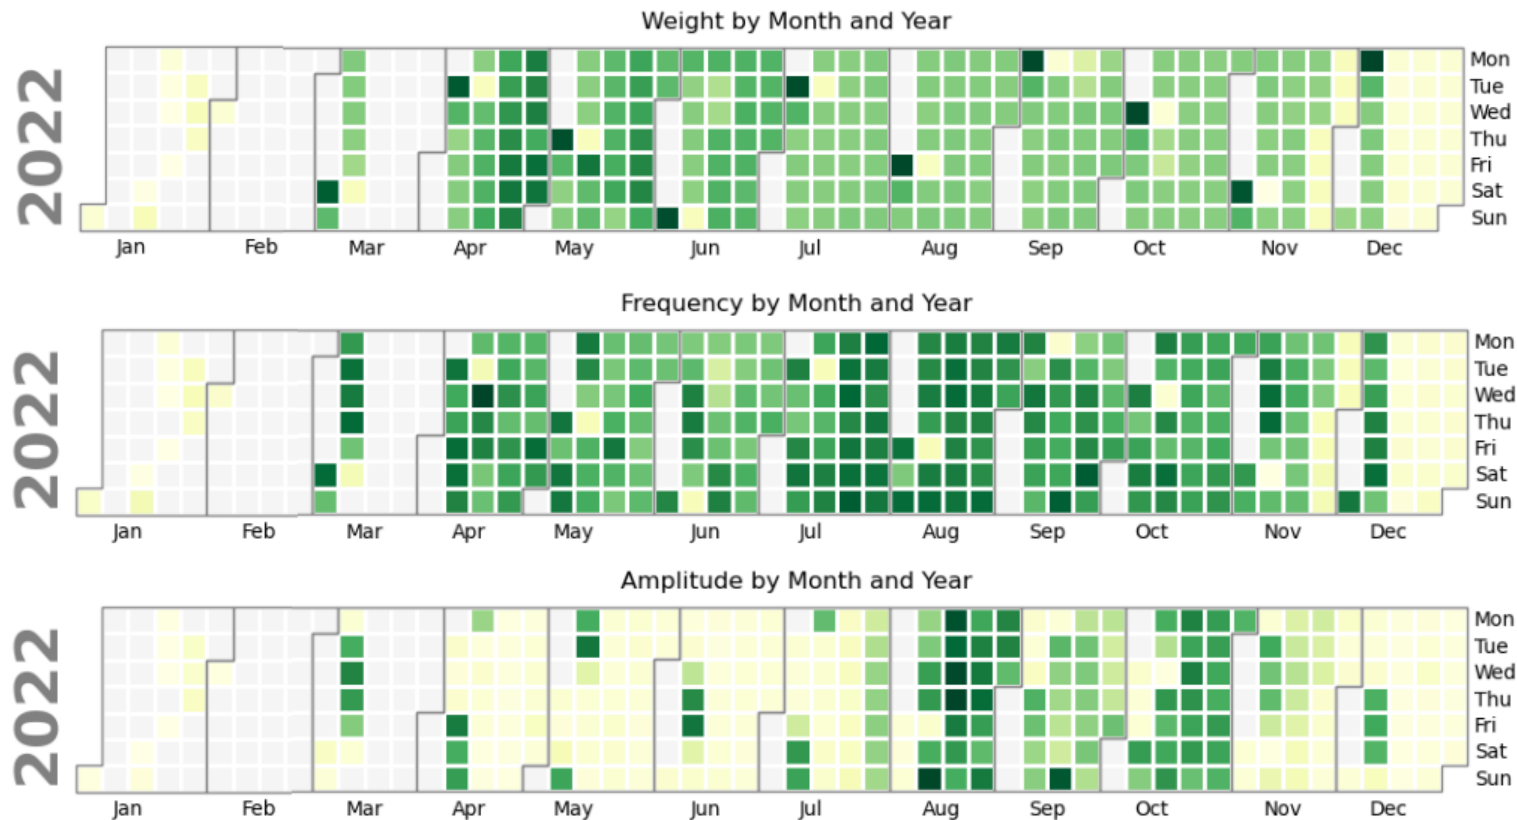 Weight by Month and Year
2022
Mon
Tue
Wed
Thu
Fri
Sat
Sun
Jan Feb Mar Apr May Jun Jul Aug Sep Oct Nov Dec
Frequency by Month and Year
2022
Mon
Tue
Wed
Thu
Fri
Sat
Sun
Jan Feb Mar Apr May Jun Jul Aug Sep Oct Nov Dec
Amplitude by Month and Year
2022
Mon
Tue
Wed
Thu
Fri
Sat
Sun
Jan Feb Mar Apr May Jun Jul Aug Sep Oct Nov Dec